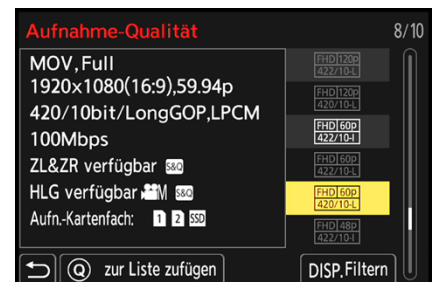 Aufnahme-Qualität 8/10
MOV,Full
1920×1080(16:9),59.94p
420/10bit/LongGOP,LPCM
100Mbps
ZL&ZR verfügbar S&Q
HLG verfügbar M S&Q
Aufn.-Kartenfach: 1 2 SSD
FHD 120p
422/10-L
FHD 120p
420/10-L
FHD 60p
422/10-I
FHD 60p
422/10-L
FHD 60p
420/10-L
FHD 48p
422/10-I
Q zur Liste zufügen
DISP.Filtern